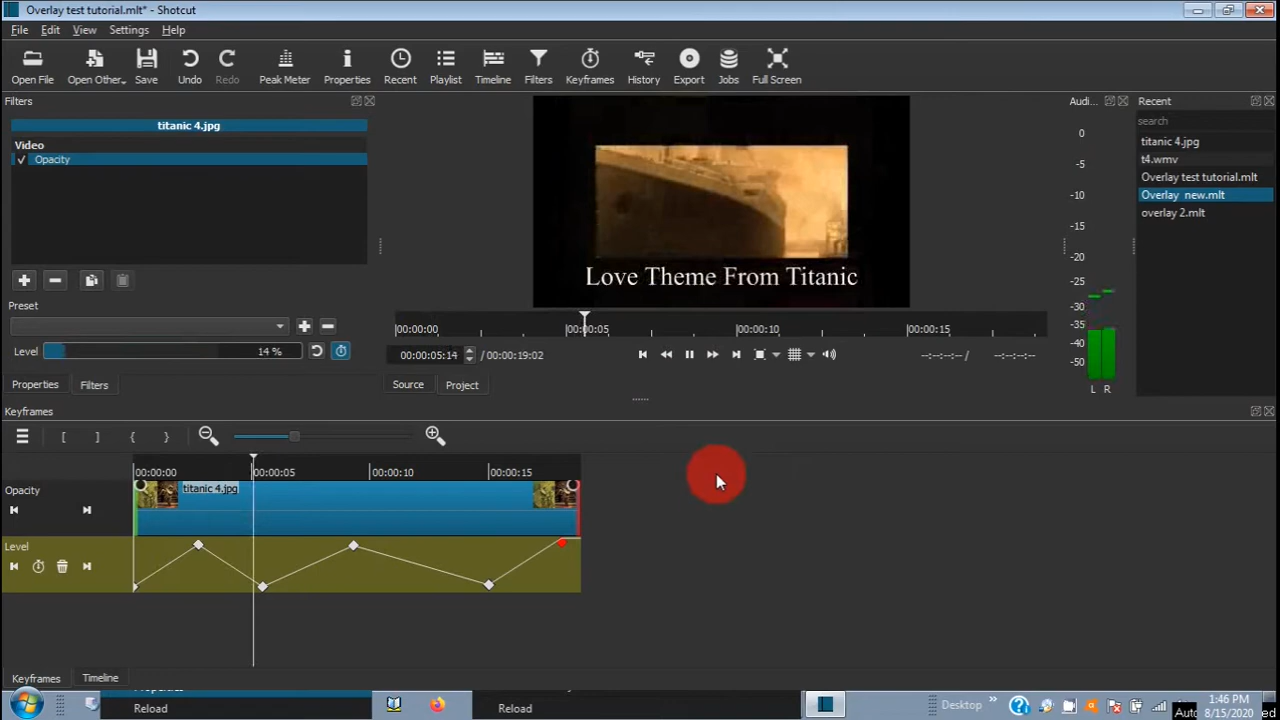 Overlay test tutorial.mlt* - Shotcut
File Edit View Settings Help
Open File Open Other... Save Undo Redo Peak Meter Properties Recent Playlist Timeline Filters Keyframes History Export Jobs Full Screen
Filters
titanic 4.jpg
Video
✓ Opacity
Preset
Level 14 %
Properties Filters
Love Theme From Titanic
00:00:00 00:00:05 00:00:10 00:00:15
00:00:05:14 / 00:00:19:02 --:--:--:-- / --:--:--:--
Source Project
Audi...
0
-5
-10
-15
-20
-25
-30
-35
-40
-50
L R
Recent
search
titanic 4.jpg
t4.wmv
Overlay test tutorial.mlt
Overlay new.mlt
overlay 2.mlt
Keyframes
[ ] { }
00:00:00 00:00:05 00:00:10 00:00:15
Opacity
titanic 4.jpg
Level
Keyframes Timeline
Reload Reload
Desktop »
1:46 PM
8/15/2020